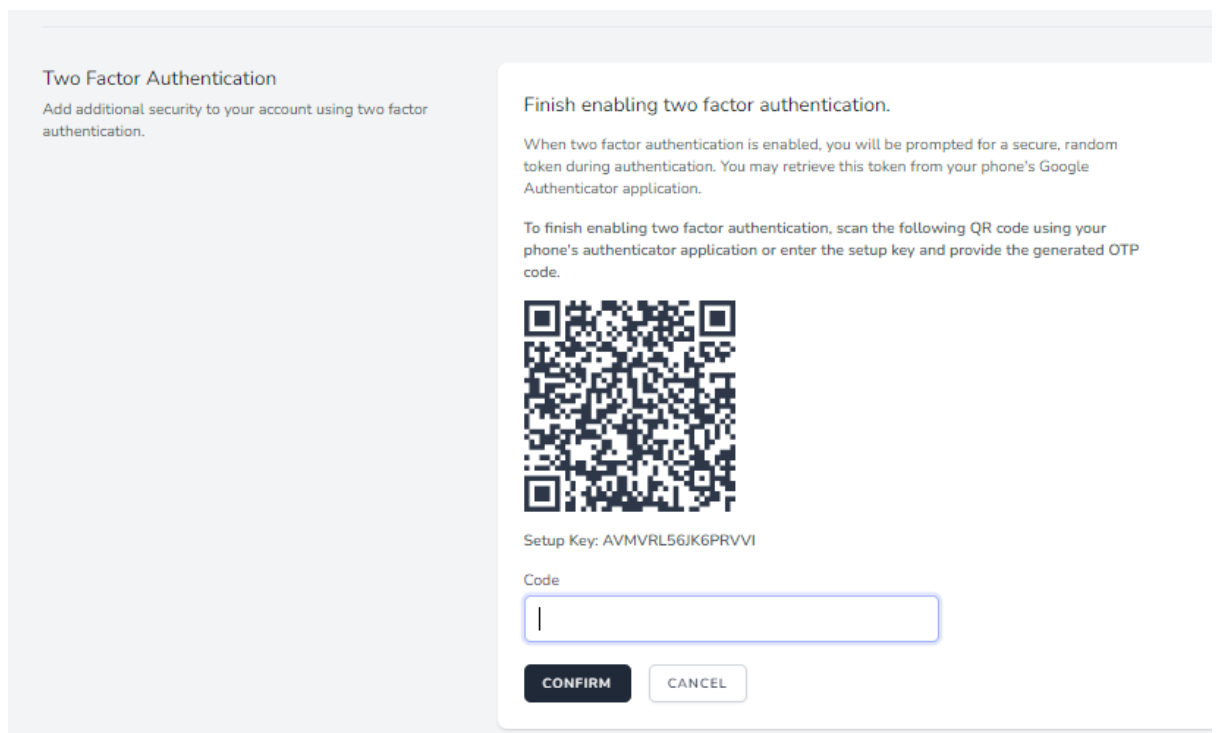 Two Factor Authentication
Add additional security to your account using two factor
authentication.
Finish enabling two factor authentication.
When two factor authentication is enabled, you will be prompted for a secure, random
token during authentication. You may retrieve this token from your phone's Google
Authenticator application.
To finish enabling two factor authentication, scan the following QR code using your
phone's authenticator application or enter the setup key and provide the generated OTP
code.
Setup Key: AVMVRL56JK6PRVVI
Code
CONFIRM
CANCEL